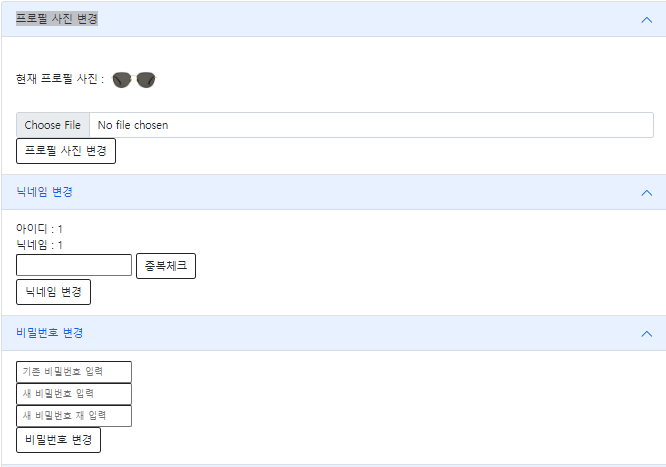 프로필 사진 변경
현재 프로필 사진 :
Choose File No file chosen
프로필 사진 변경
닉네임 변경
아이디 : 1
닉네임 : 1
중복체크
닉네임 변경
비밀번호 변경
기존 비밀번호 입력
새 비밀번호 입력
새 비밀번호 재 입력
비밀번호 변경